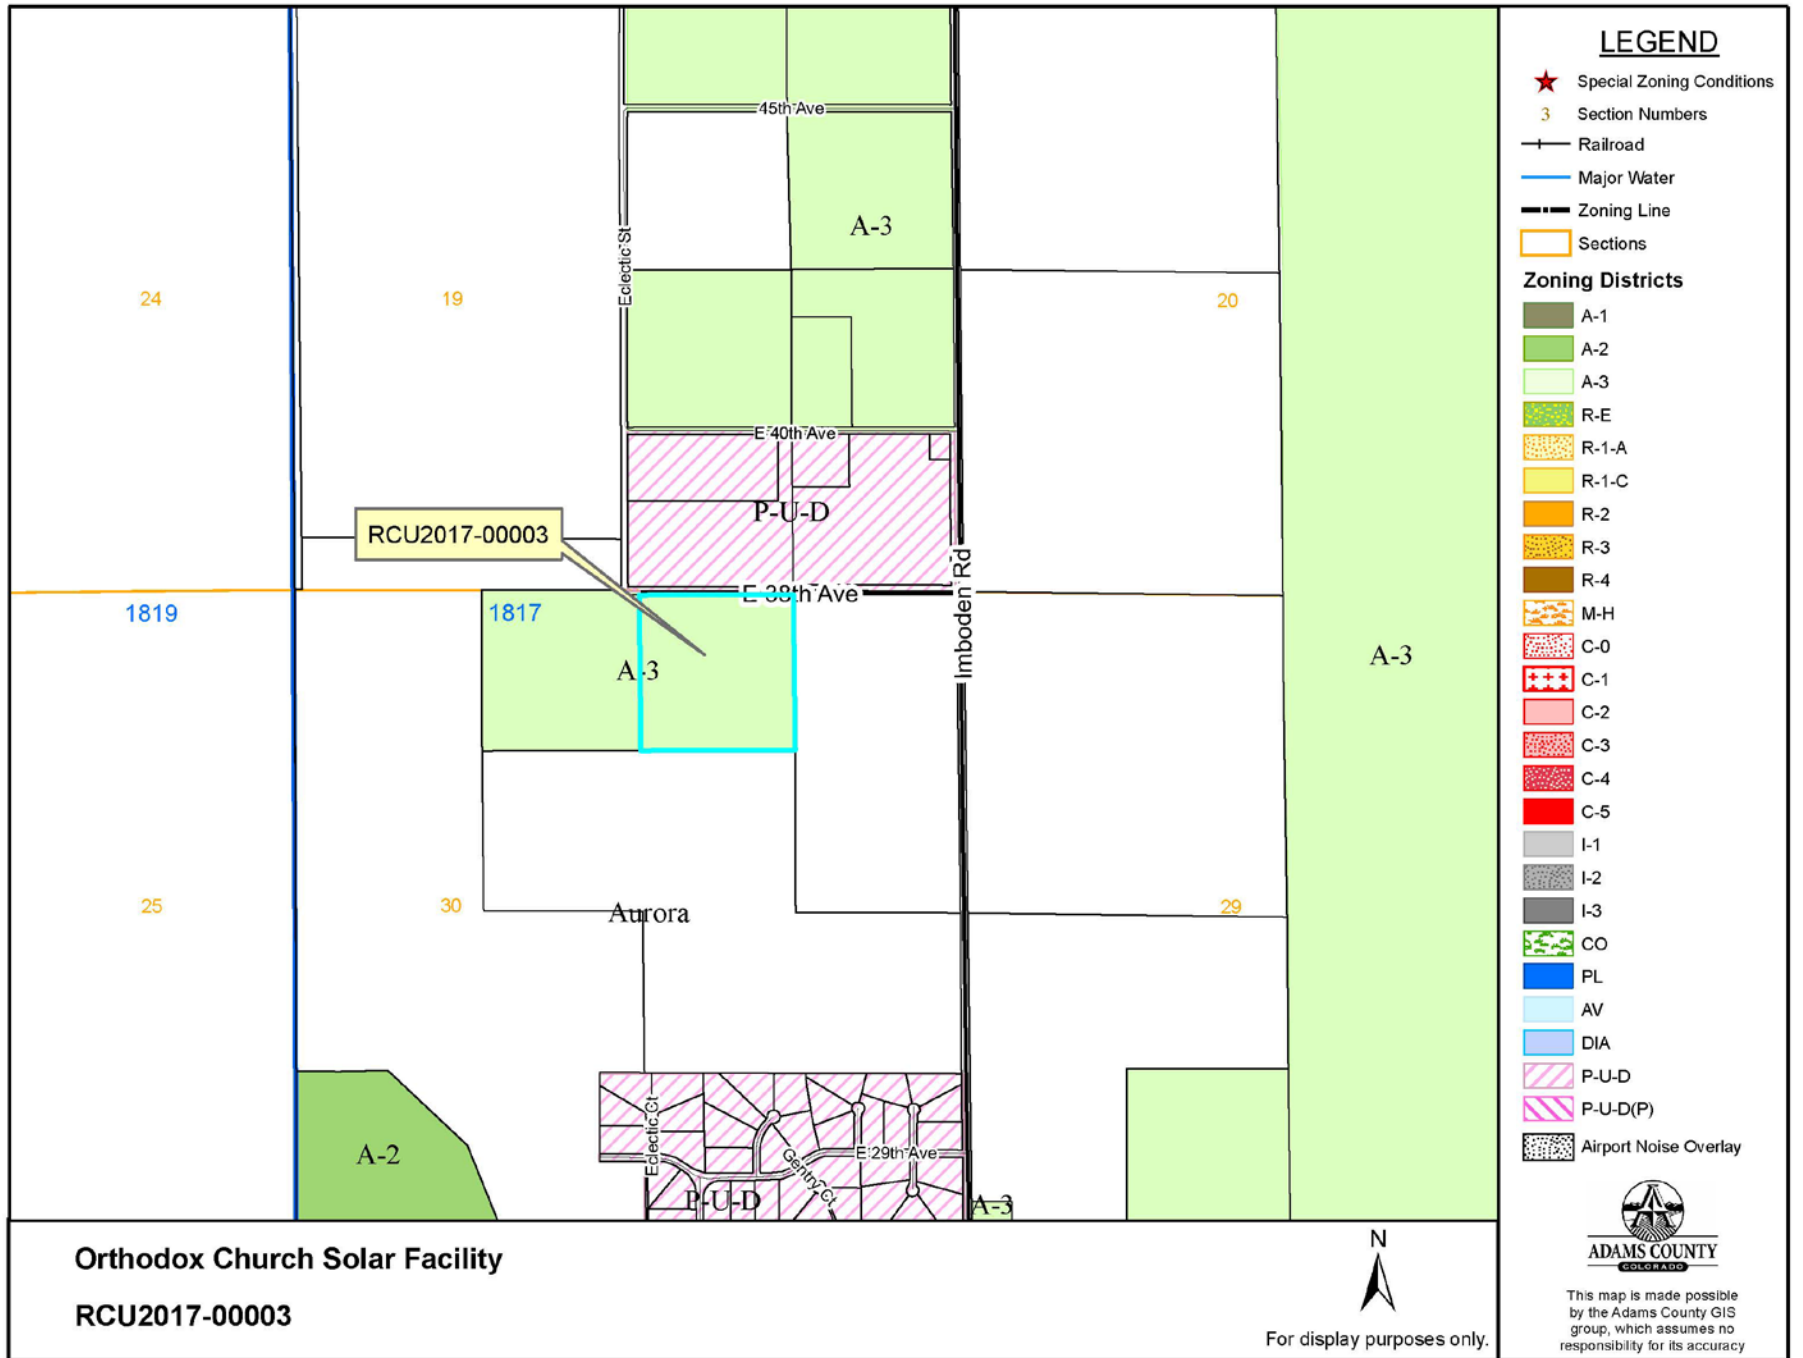 45th Ave
Eclectic St
A-3
24
19
20
E 40th Ave
P-U-D
RCU2017-00003
Imboden Rd
E 38th Ave
1819
1817
A-3
A-3
25
30
Aurora
29
A-2
Eclectic Ct
Gentry Ct
E 29th Ave
P-U-D
A-3
LEGEND
Special Zoning Conditions
3 Section Numbers
Railroad
Major Water
Zoning Line
Sections
Zoning Districts
A-1
A-2
A-3
R-E
R-1-A
R-1-C
R-2
R-3
R-4
M-H
C-0
C-1
C-2
C-3
C-4
C-5
I-1
I-2
I-3
CO
PL
AV
DIA
P-U-D
P-U-D(P)
Airport Noise Overlay
ADAMS COUNTY
COLORADO
This map is made possible
by the Adams County GIS
group, which assumes no
responsibility for its accuracy
Orthodox Church Solar Facility
RCU2017-00003
N
For display purposes only.